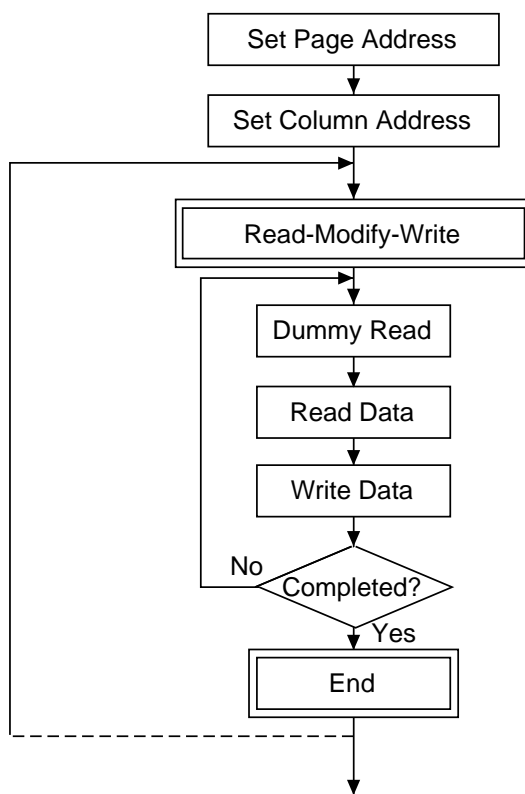 Set Page Address
Set Column Address
Read-Modify-Write
Dummy Read
Read Data
Write Data
No
Completed?
Yes
End